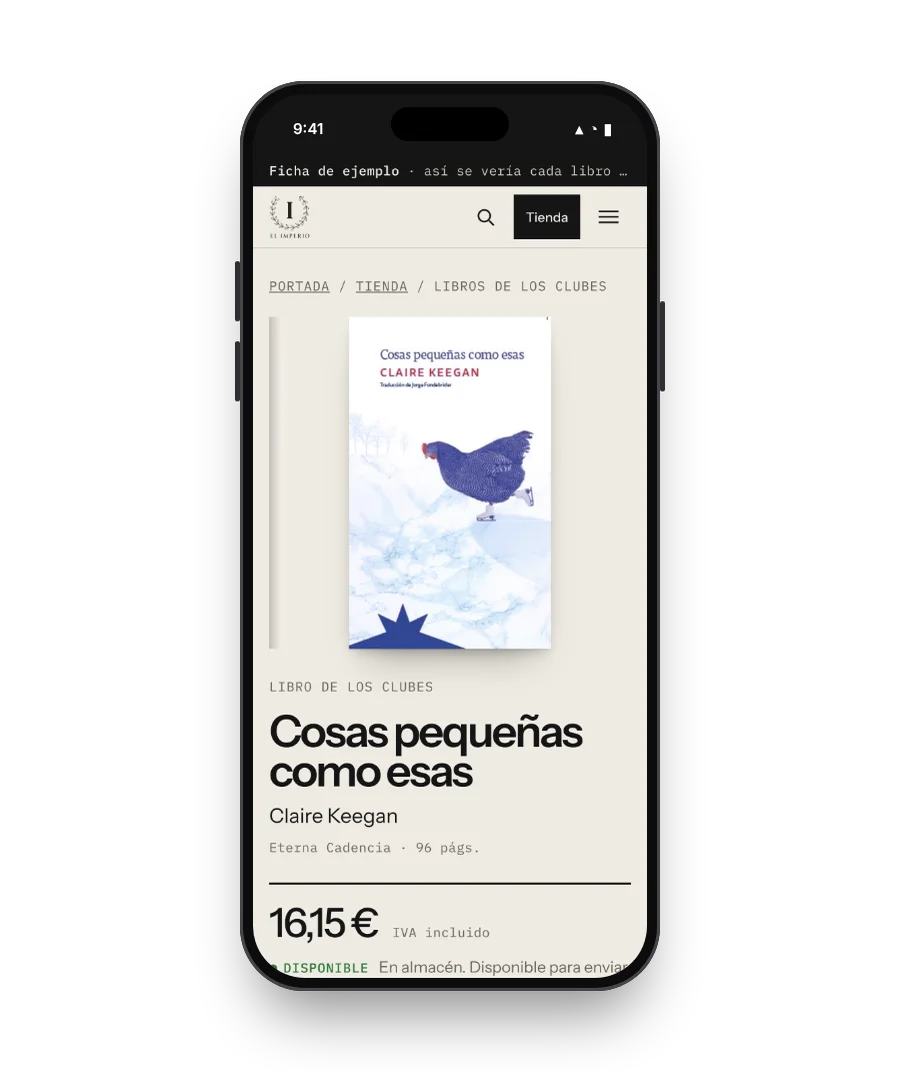 9:41
Ficha de ejemplo · así se vería cada libro …
I
EL IMPERIO
Tienda
PORTADA / TIENDA / LIBROS DE LOS CLUBES
Cosas pequeñas como esas
CLAIRE KEEGAN
Traducción de Jorge Fondebrider
LIBRO DE LOS CLUBES
Cosas pequeñas
como esas
Claire Keegan
Eterna Cadencia · 96 págs.
16,15 € IVA incluido
DISPONIBLE En almacén. Disponible para enviar